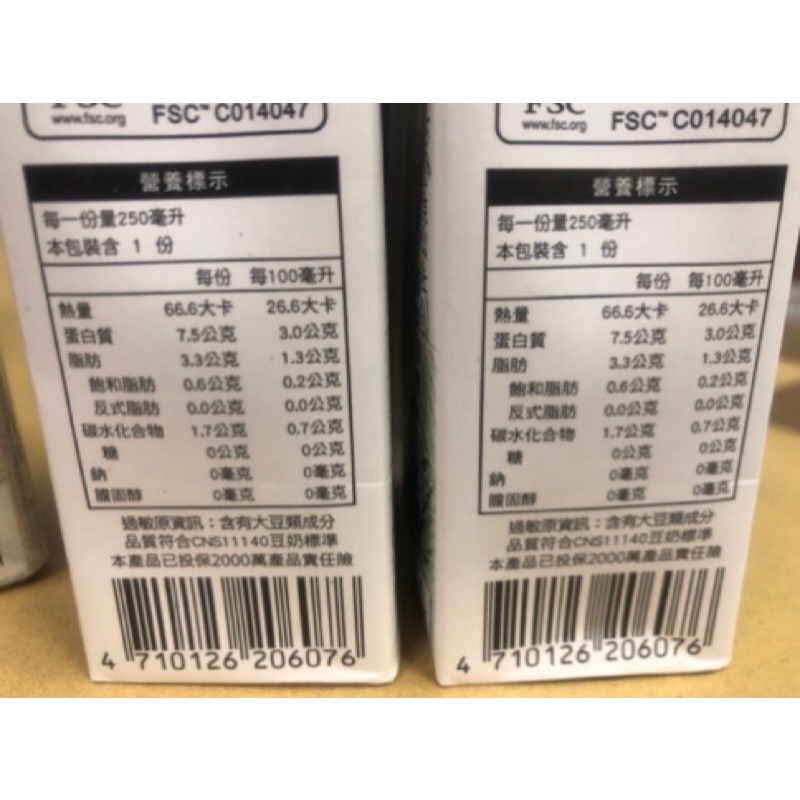 FSC
www.fsc.org
FSC™ C014047
營養標示
每一份量250毫升
本包裝含 1 份
每份 每100毫升
熱量 66.6大卡 26.6大卡
蛋白質 7.5公克 3.0公克
脂肪 3.3公克 1.3公克
飽和脂肪 0.6公克 0.2公克
反式脂肪 0.0公克 0.0公克
碳水化合物 1.7公克 0.7公克
糖 0公克 0公克
鈉 0毫克 0毫克
膽固醇 0毫克 0毫克
過敏原資訊：含有大豆類成分
品質符合CNS11140豆奶標準
本產品已投保2000萬產品責任險
4 710126 206076
FSC
www.fsc.org
FSC™ C014047
營養標示
每一份量250毫升
本包裝含 1 份
每份 每100毫升
熱量 66.6大卡 26.6大卡
蛋白質 7.5公克 3.0公克
脂肪 3.3公克 1.3公克
飽和脂肪 0.6公克 0.2公克
反式脂肪 0.0公克 0.0公克
碳水化合物 1.7公克 0.7公克
糖 0公克 0公克
鈉 0毫克 0毫克
膽固醇 0毫克 0毫克
過敏原資訊：含有大豆類成分
品質符合CNS11140豆奶標準
本產品已投保2000萬產品責任險
4 710126 206076